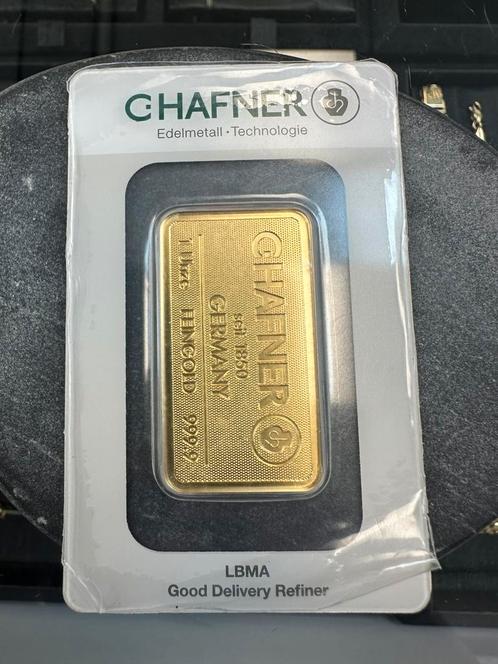 C·HAFNER
Edelmetall · Technologie
C·HAFNER
seit 1850
GERMANY
1 Unze FEINGOLD 999,9
LBMA
Good Delivery Refiner